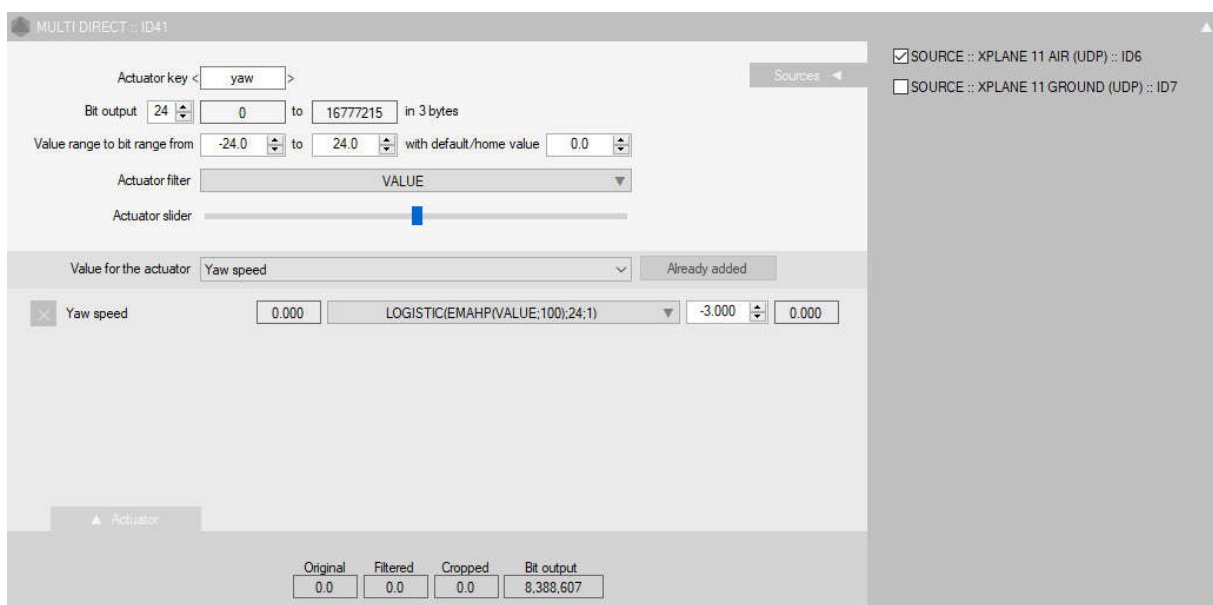 MULTI DIRECT :: ID41
Actuator key < yaw >
Sources ◄
Bit output 24 0 to 16777215 in 3 bytes
Value range to bit range from -24.0 to 24.0 with default/home value 0.0
Actuator filter VALUE
Actuator slider
Value for the actuator Yaw speed Already added
Yaw speed 0.000 LOGISTIC(EMAHP(VALUE;100);24;1) -3.000 0.000
▲ Actuator
Original Filtered Cropped Bit output
0.0 0.0 0.0 8,388,607
SOURCE :: XPLANE 11 AIR (UDP) :: ID6
SOURCE :: XPLANE 11 GROUND (UDP) :: ID7